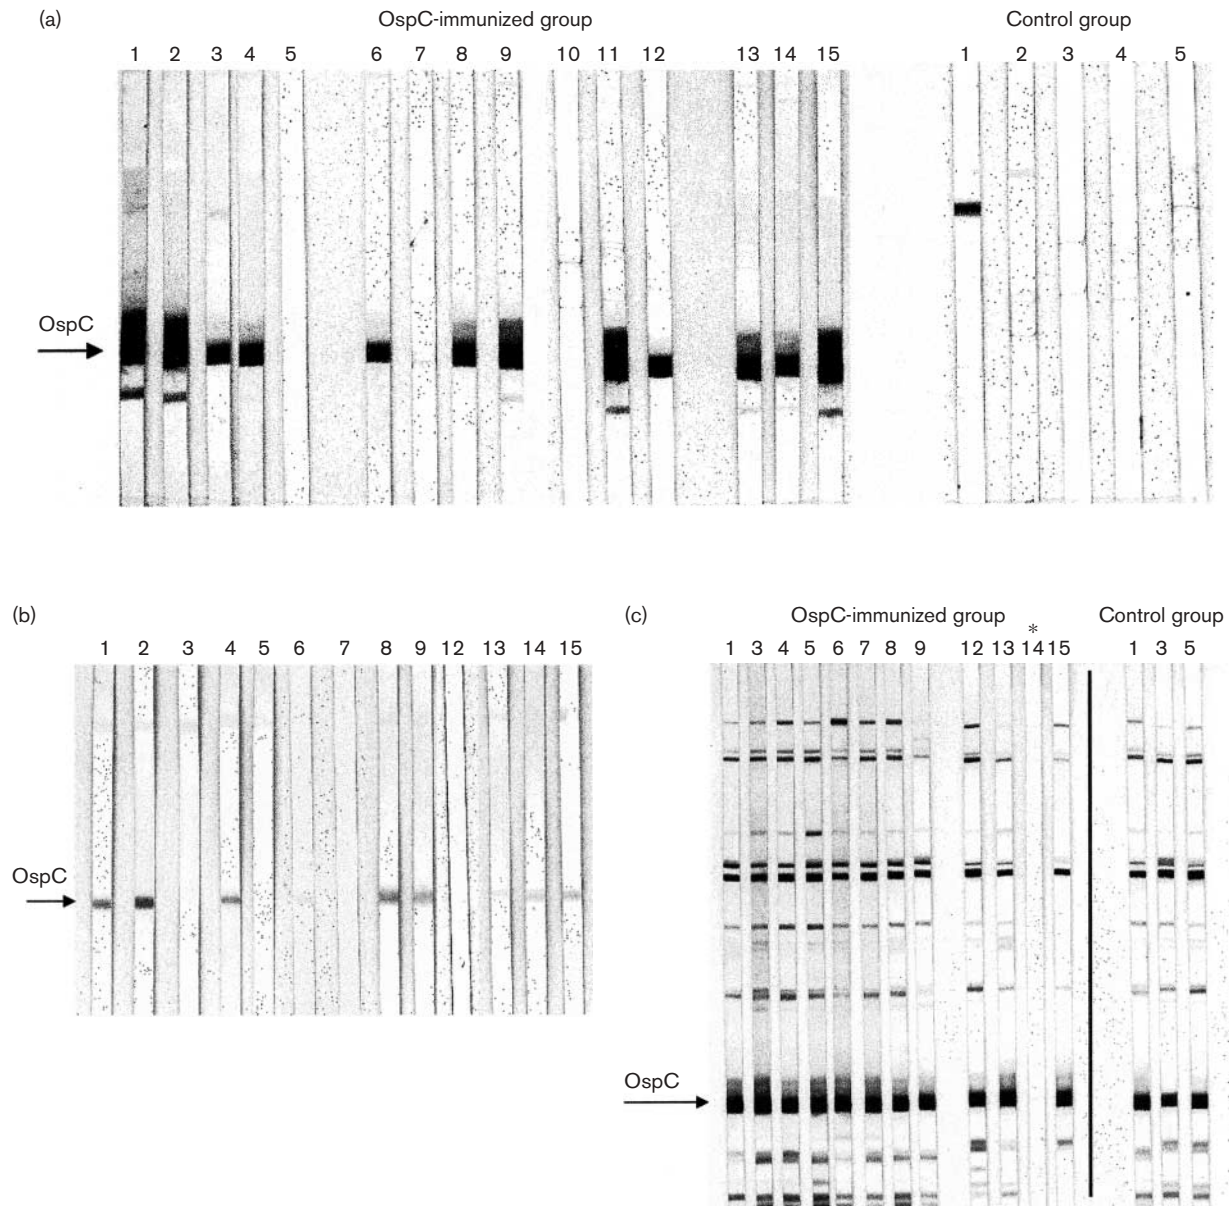 (a)
OspC-immunized group
Control group
1 2 3 4 5 6 7 8 9 10 11 12 13 14 15
1 2 3 4 5
OspC
(b)
1 2 3 4 5 6 7 8 9 12 13 14 15
OspC
(c)
OspC-immunized group
Control group
*
1 3 4 5 6 7 8 9 12 13 14 15
1 3 5
OspC